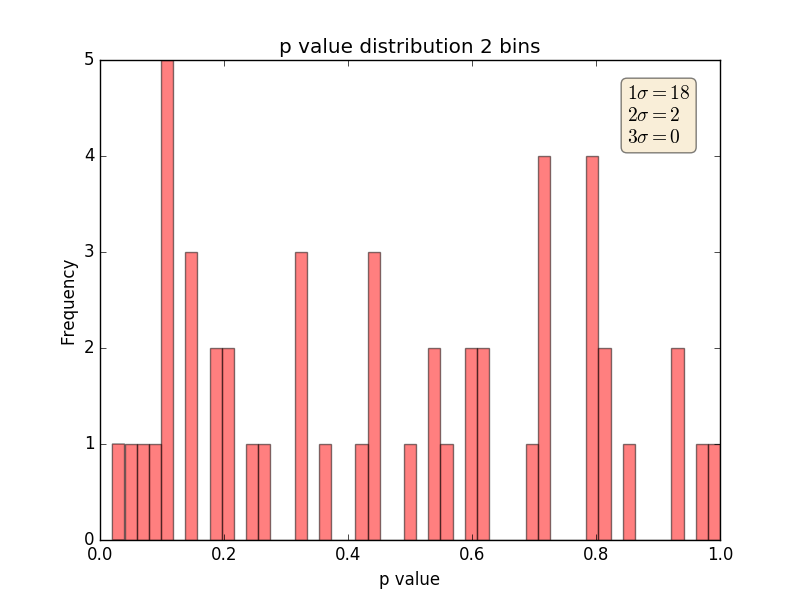 p value distribution 2 bins
1σ = 18
2σ = 2
3σ = 0
5
4
3
2
1
0
Frequency
0.0 0.2 0.4 0.6 0.8 1.0
p value